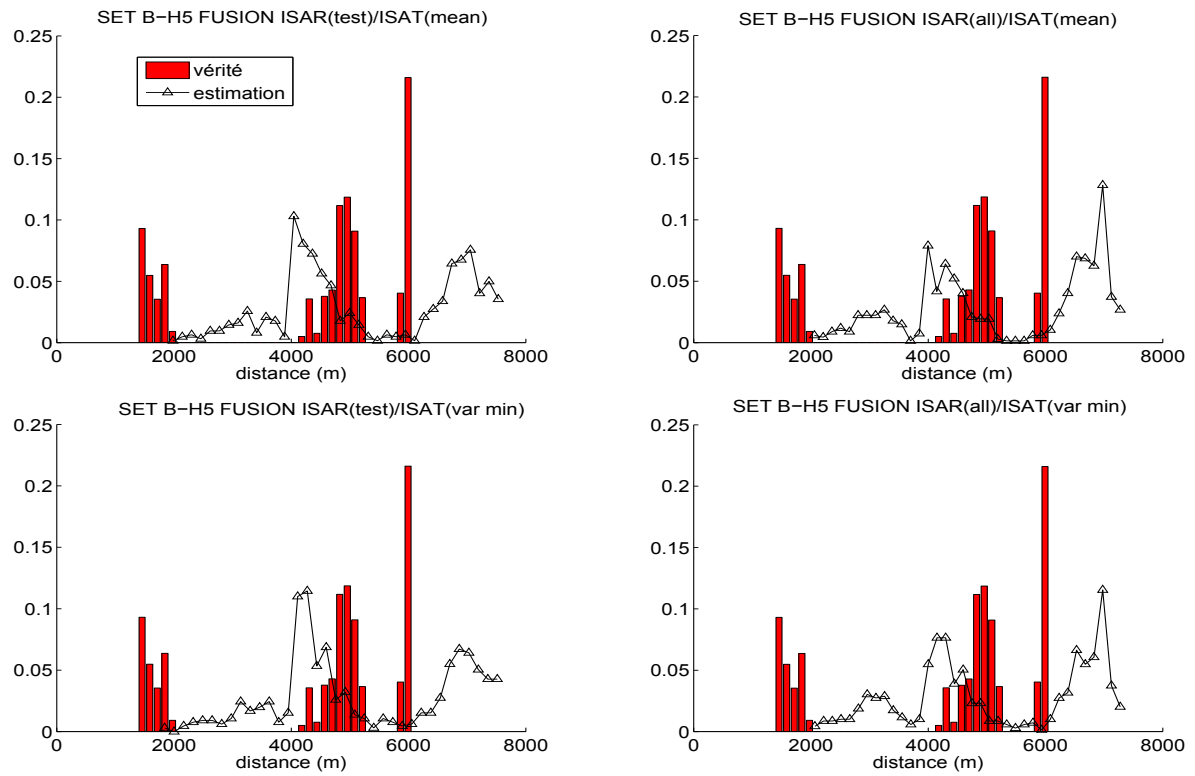 SET B−H5 FUSION ISAR(test)/ISAT(mean)
0.25
0.2
0.15
0.1
0.05
0
0 2000 4000 6000 8000
distance (m)
vérité
estimation
SET B−H5 FUSION ISAR(all)/ISAT(mean)
0.25
0.2
0.15
0.1
0.05
0
0 2000 4000 6000 8000
distance (m)
SET B−H5 FUSION ISAR(test)/ISAT(var min)
0.25
0.2
0.15
0.1
0.05
0
0 2000 4000 6000 8000
distance (m)
SET B−H5 FUSION ISAR(all)/ISAT(var min)
0.25
0.2
0.15
0.1
0.05
0
0 2000 4000 6000 8000
distance (m)